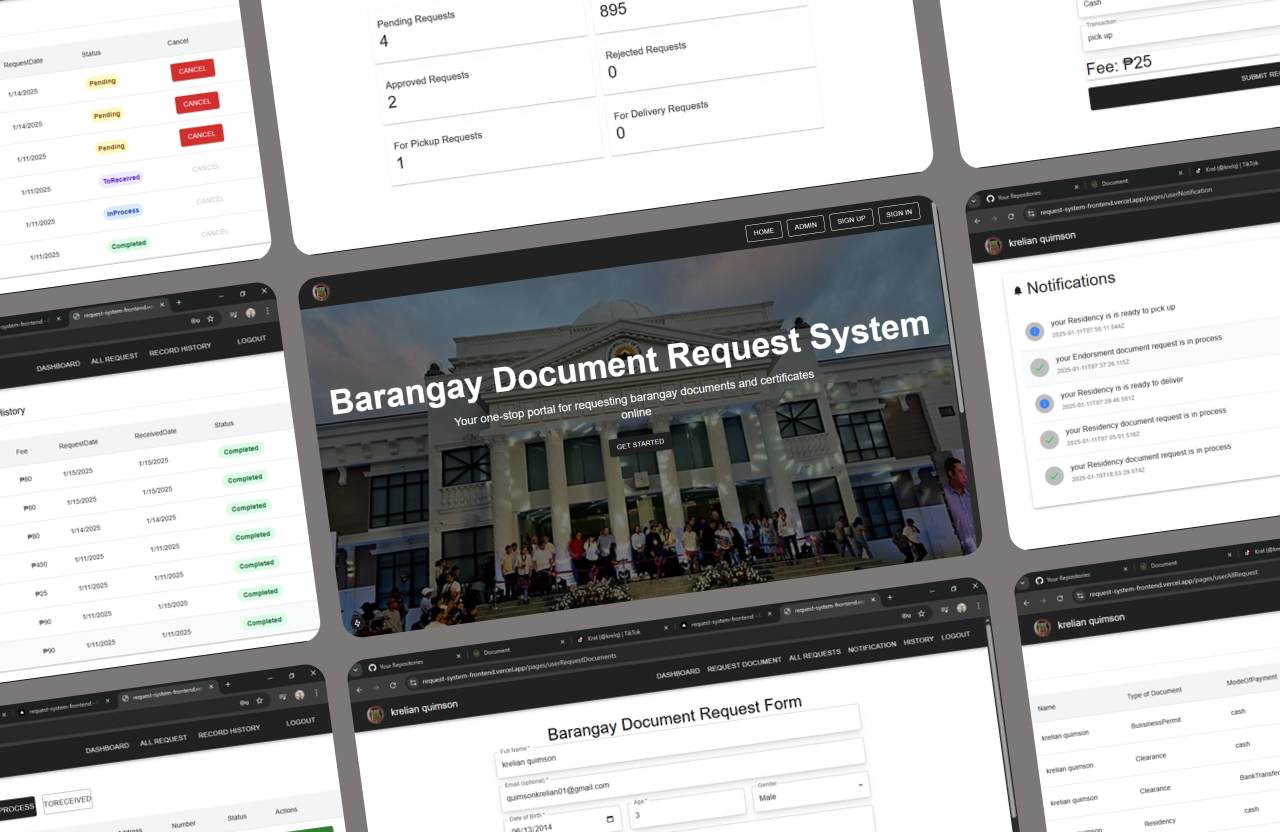 RequestDate Status Cancel
1/14/2025 Pending CANCEL
1/14/2025 Pending CANCEL
1/11/2025 Pending CANCEL
1/11/2025 ToReceived CANCEL
1/11/2025 InProcess CANCEL
1/11/2025 Completed CANCEL
Pending Requests
4
895
Approved Requests
2
Rejected Requests
0
For Pickup Requests
1
For Delivery Requests
0
Cash
Transaction
pick up
Fee: ₱25
SUBMIT RE
request-system-frontend.ve
DASHBOARD ALL REQUEST RECORD HISTORY LOGOUT
History
Fee RequestDate ReceivedDate Status
₱60 1/15/2025 1/15/2025 Completed
₱90 1/15/2025 1/15/2025 Completed
₱60 1/14/2025 1/14/2025 Completed
₱450 1/11/2025 1/11/2025 Completed
₱25 1/11/2025 1/11/2025 Completed
₱90 1/11/2025 1/15/2025 Completed
₱90 1/11/2025 1/11/2025 Completed
HOME ADMIN SIGN UP SIGN IN
Barangay Document Request System
Your one-stop portal for requesting barangay documents and certificates
online
GET STARTED
Your Repositories Document Krel (@krelq) | TikTok
request-system-frontend.vercel.app/pages/userNotification
krelian quimson
Notifications
your Residency is is ready to pick up
2025-01-11T07:58:11.544Z
your Endorsment document request is in process
2025-01-11T07:37:26.115Z
your Residency is is ready to deliver
2025-01-11T07:29:46.501Z
your Residency document request is in process
2025-01-11T07:05:01.518Z
your Residency document request is in process
2025-01-10T18:53:29.574Z
request-system-frontend - request-system-frontend.ve
DASHBOARD ALL REQUEST RECORD HISTORY LOGOUT
PROCESS TORECEIVED
Number Status Actions
Your Repositories Document Krel (@krelq) | TikTok request-system-frontend - request-system-frontend.ve
request-system-frontend.vercel.app/pages/userRequestDocuments
krelian quimson DASHBOARD REQUEST DOCUMENT ALL REQUESTS NOTIFICATION HISTORY LOGOUT
Barangay Document Request Form
Full Name *
krelian quimson
Email (optional) *
quimsonkrelian01@gmail.com
Date of Birth *
06/13/2014
Age *
3
Gender
Male
Your Repositories Document
request-system-frontend.vercel.app/pages/userAllRequest
krelian quimson
Name Type of Document ModeOfPayment
krelian quimson BussinessPermit cash
krelian quimson Clearance cash
krelian quimson Clearance BankTransfer
Residency cash